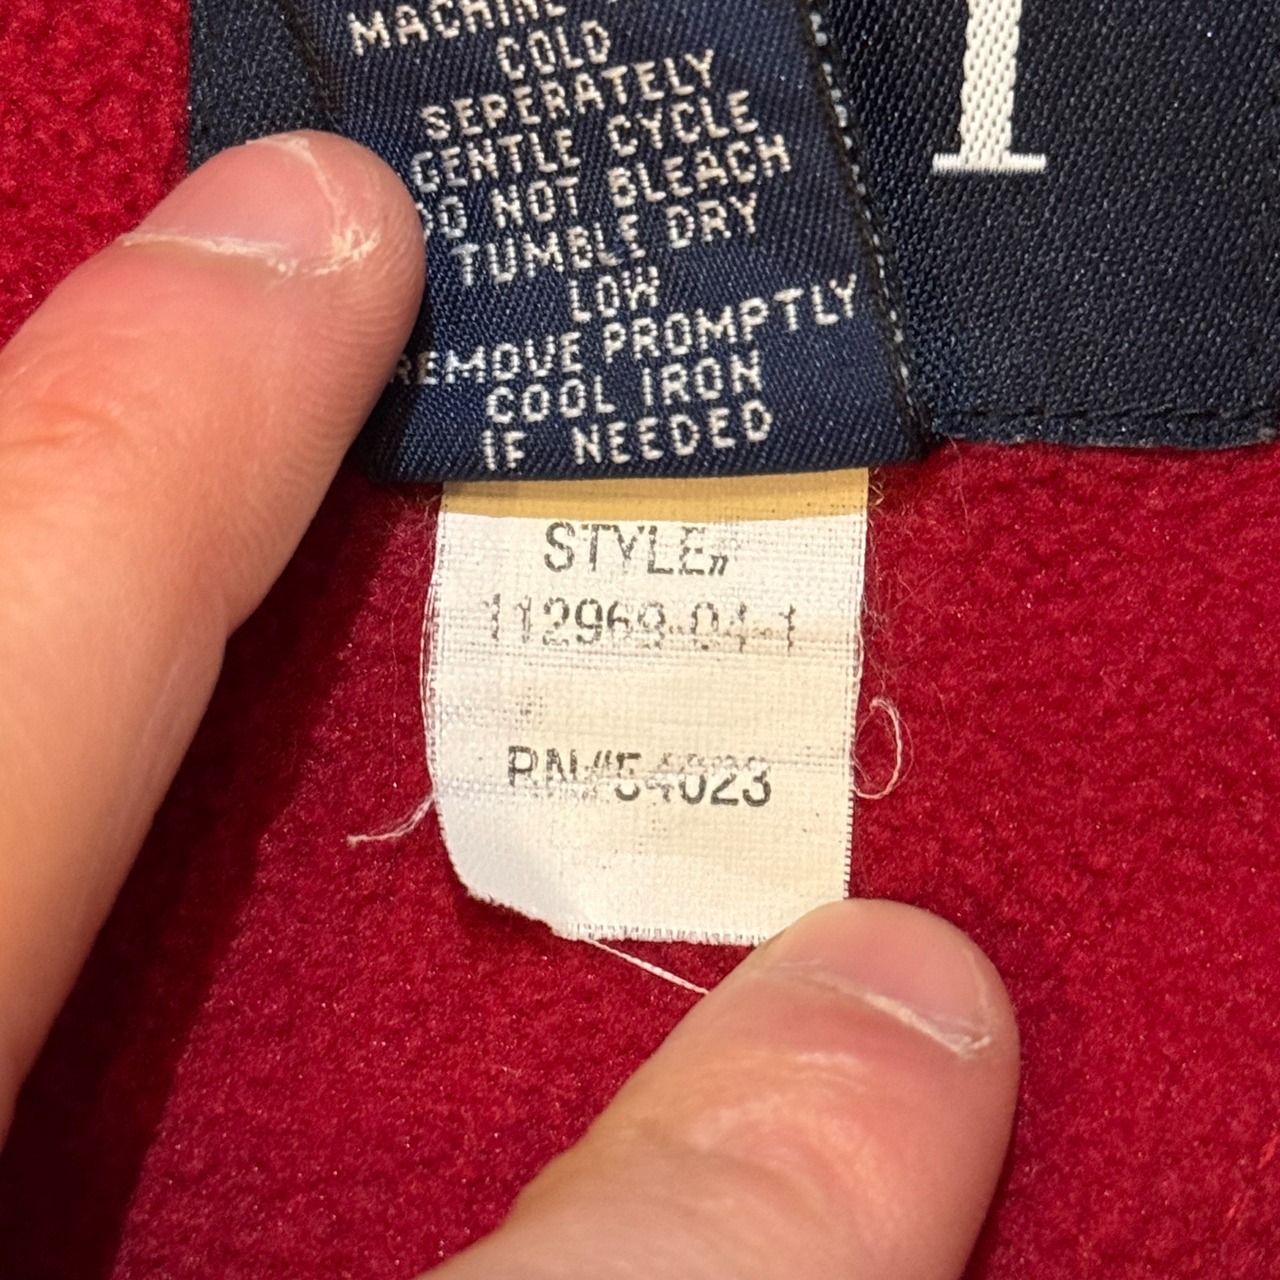 MACHINE
COLD
SEPERATELY
GENTLE CYCLE
DO NOT BLEACH
TUMBLE DRY
LOW
REMOVE PROMPTLY
COOL IRON
IF NEEDED
STYLE#
112969-04-1
RN#54023